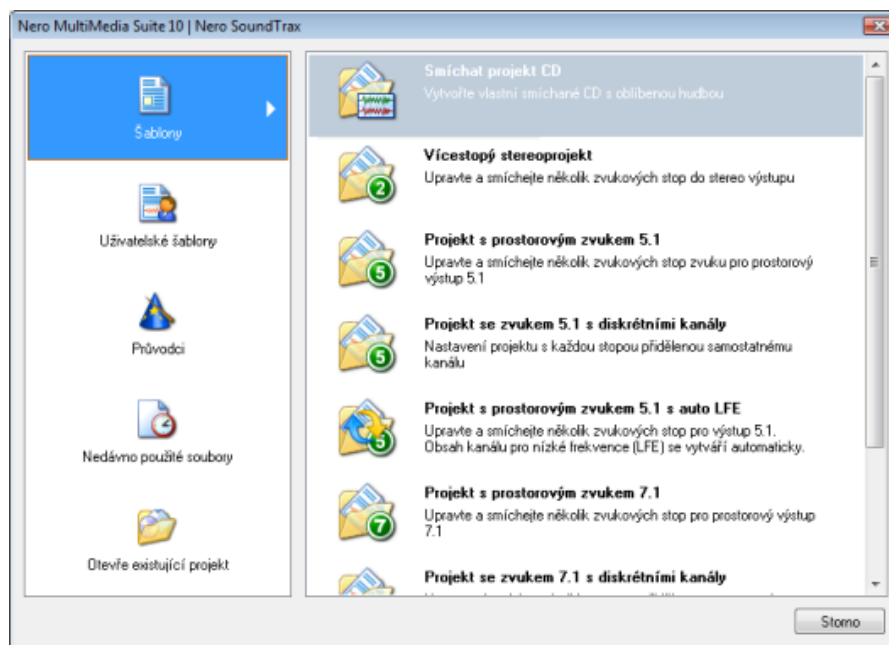 Nero MultiMedia Suite 10 | Nero SoundTrax
Šablony
Uživatelské šablony
Průvodci
Nedávno použité soubory
Otevře existující projekt
Smíchat projekt CD
Vytvořte vlastní smíchané CD s oblíbenou hudbou
Vícestopý stereoprojekt
Upravte a smíchejte několik zvukových stop do stereo výstupu
Projekt s prostorovým zvukem 5.1
Upravte a smíchejte několik zvukových stop zvuku pro prostorový
výstup 5.1
Projekt se zvukem 5.1 s diskrétními kanály
Nastavení projektu s každou stopou přidělenou samostatnému
kanálu
Projekt s prostorovým zvukem 5.1 s auto LFE
Upravte a smíchejte několik zvukových stop pro výstup 5.1.
Obsah kanálu pro nízké frekvence (LFE) se vytváří automaticky.
Projekt s prostorovým zvukem 7.1
Upravte a smíchejte několik zvukových stop pro prostorový výstup
7.1
Projekt se zvukem 7.1 s diskrétními kanály
Storno